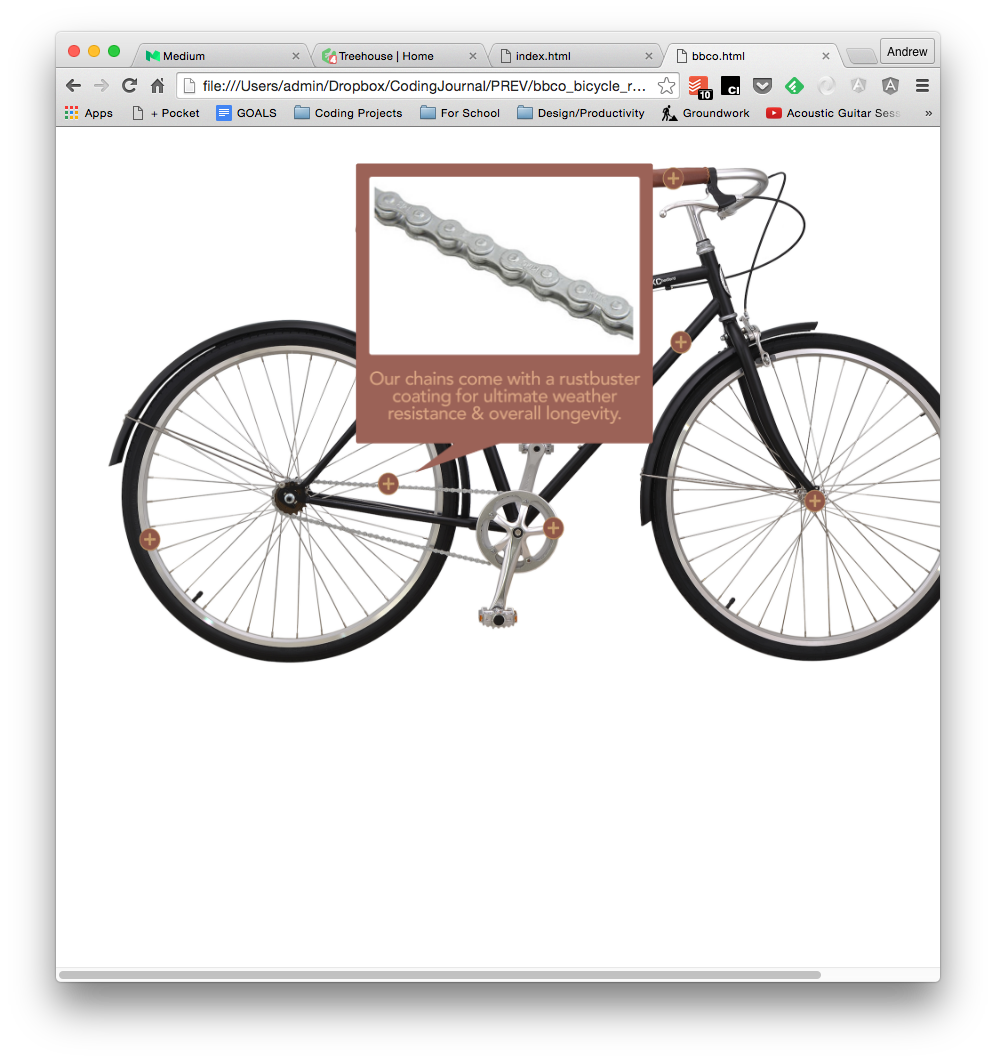 Medium
Treehouse | Home
index.html
bbco.html
Andrew
file:///Users/admin/Dropbox/CodingJournal/PREV/bbco_bicycle_r...
10
CI
Apps
+ Pocket
GOALS
Coding Projects
For School
Design/Productivity
Groundwork
Acoustic Guitar Sess
»
Our chains come with a rustbuster
coating for ultimate weather
resistance & overall longevity.